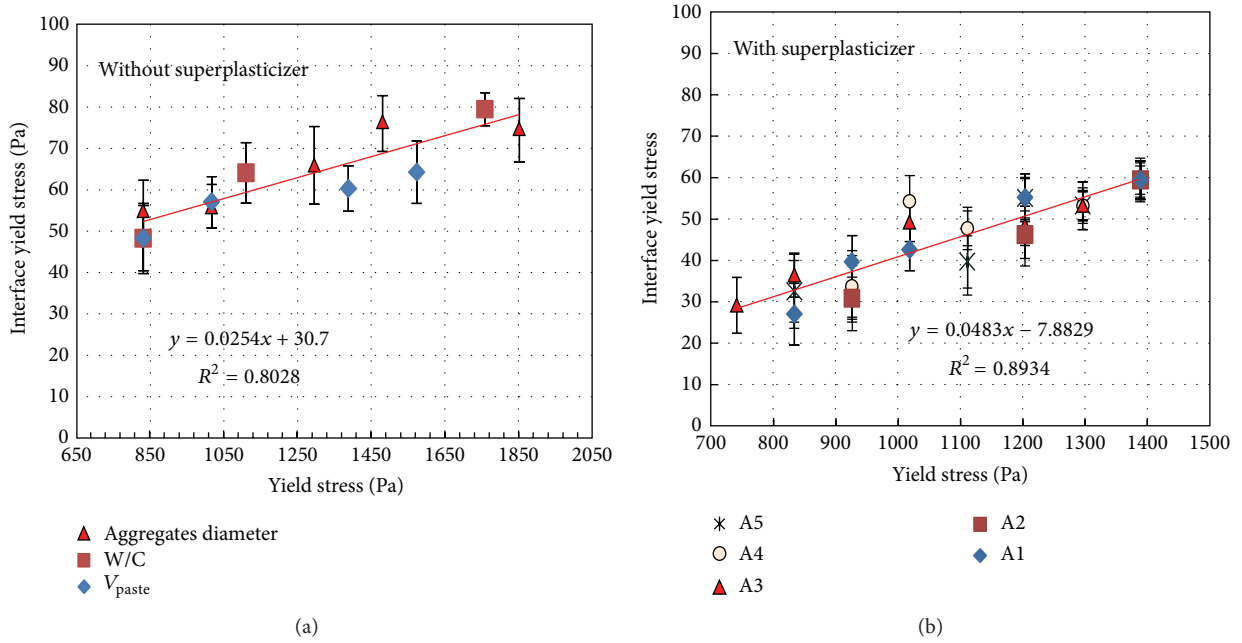 100
90
80
70
60
50
40
30
20
10
0
Interface yield stress (Pa)
Without superplasticizer
y = 0.0254x + 30.7
R² = 0.8028
650 850 1050 1250 1450 1650 1850 2050
Yield stress (Pa)
Aggregates diameter
W/C
V_paste
(a)
100
90
80
70
60
50
40
30
20
10
0
Interface yield stress
With superplasticizer
y = 0.0483x − 7.8829
R² = 0.8934
700 800 900 1000 1100 1200 1300 1400 1500
Yield stress (Pa)
A5
A4
A3
A2
A1
(b)